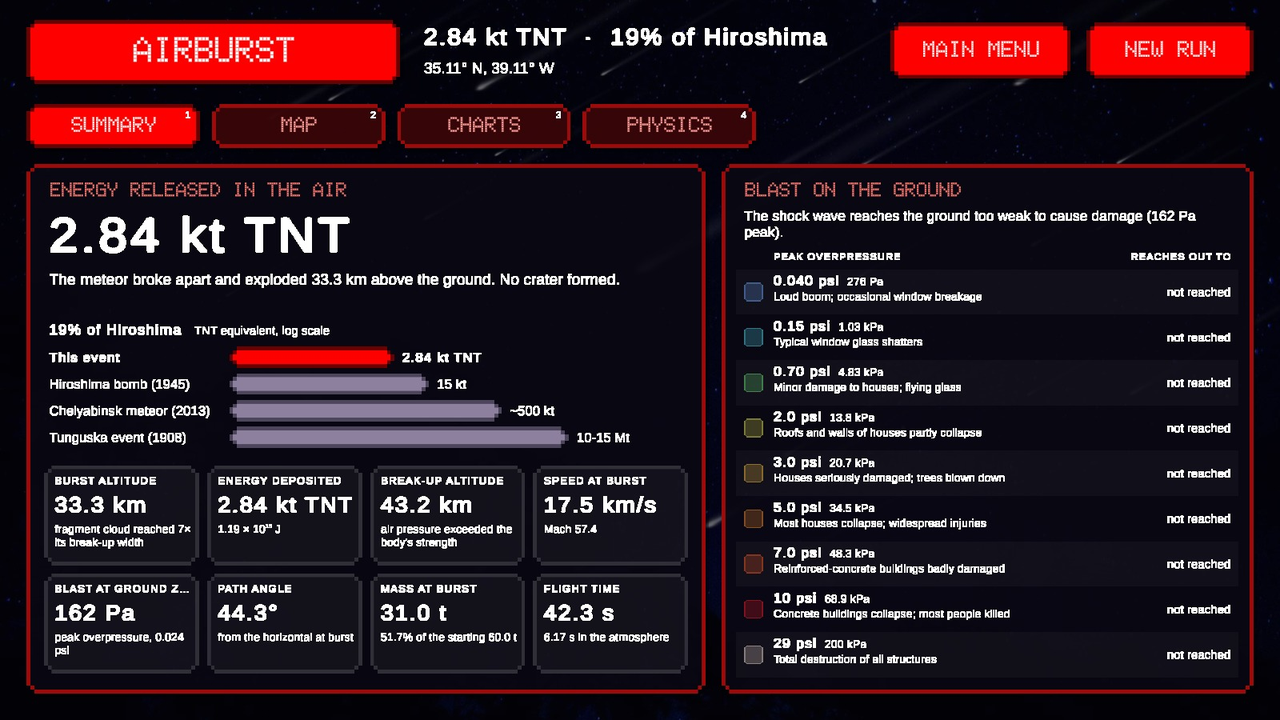 AIRBURST
2.84 kt TNT · 19% of Hiroshima
35.11° N, 39.11° W
MAIN MENU
NEW RUN
SUMMARY 1
MAP 2
CHARTS 3
PHYSICS 4
ENERGY RELEASED IN THE AIR
2.84 kt TNT
The meteor broke apart and exploded 33.3 km above the ground. No crater formed.
19% of Hiroshima TNT equivalent, log scale
This event 2.84 kt TNT
Hiroshima bomb (1945) 15 kt
Chelyabinsk meteor (2013) ~500 kt
Tunguska event (1908) 10-15 Mt
BURST ALTITUDE
33.3 km
fragment cloud reached 7×
its break-up width
ENERGY DEPOSITED
2.84 kt TNT
1.19 × 10¹³ J
BREAK-UP ALTITUDE
43.2 km
air pressure exceeded the
body's strength
SPEED AT BURST
17.5 km/s
Mach 57.4
BLAST AT GROUND Z...
162 Pa
peak overpressure, 0.024
psi
PATH ANGLE
44.3°
from the horizontal at burst
MASS AT BURST
31.0 t
51.7% of the starting 60.0 t
FLIGHT TIME
42.3 s
6.17 s in the atmosphere
BLAST ON THE GROUND
The shock wave reaches the ground too weak to cause damage (162 Pa
peak).
PEAK OVERPRESSURE REACHES OUT TO
0.040 psi 276 Pa
Loud boom; occasional window breakage
not reached
0.15 psi 1.03 kPa
Typical window glass shatters
not reached
0.70 psi 4.83 kPa
Minor damage to houses; flying glass
not reached
2.0 psi 13.8 kPa
Roofs and walls of houses partly collapse
not reached
3.0 psi 20.7 kPa
Houses seriously damaged; trees blown down
not reached
5.0 psi 34.5 kPa
Most houses collapse; widespread injuries
not reached
7.0 psi 48.3 kPa
Reinforced-concrete buildings badly damaged
not reached
10 psi 68.9 kPa
Concrete buildings collapse; most people killed
not reached
29 psi 200 kPa
Total destruction of all structures
not reached